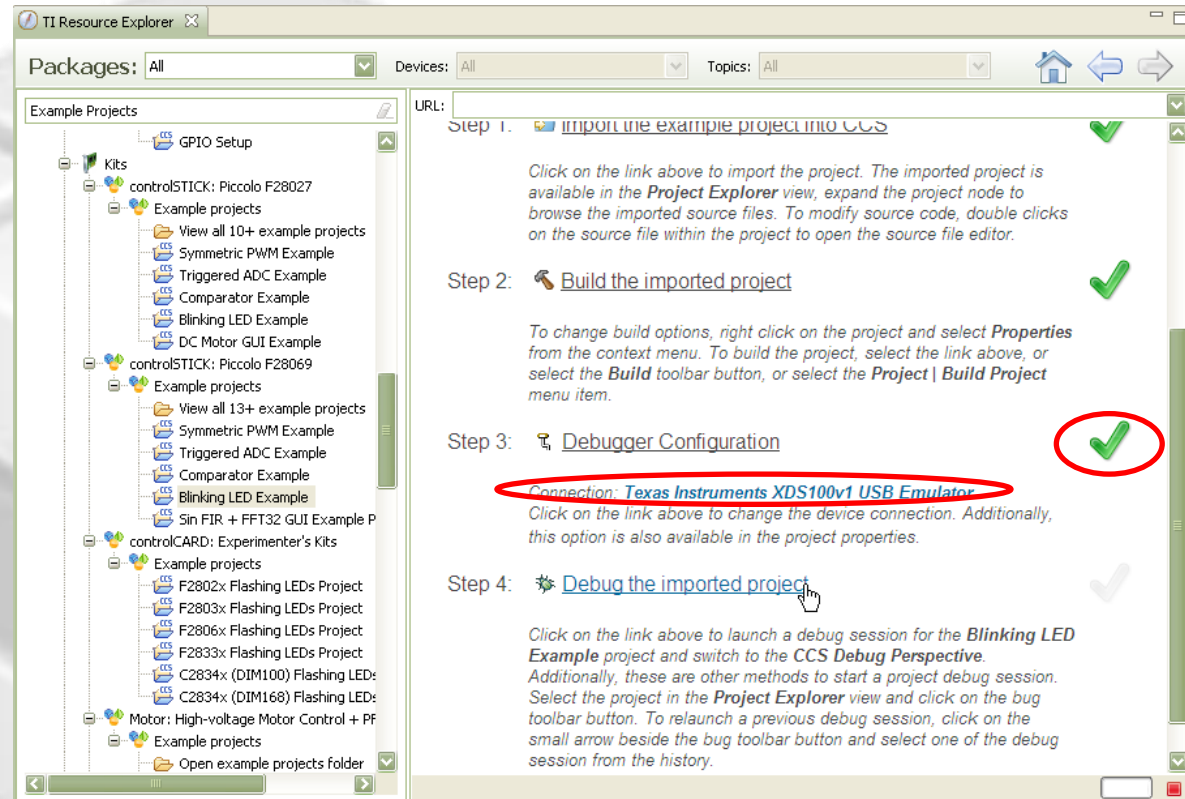 TI Resource Explorer
Packages: All Devices: All Topics: All
Example Projects
GPIO Setup
Kits
controlSTICK: Piccolo F28027
Example projects
View all 10+ example projects
Symmetric PWM Example
Triggered ADC Example
Comparator Example
Blinking LED Example
DC Motor GUI Example
controlSTICK: Piccolo F28069
Example projects
View all 13+ example projects
Symmetric PWM Example
Triggered ADC Example
Comparator Example
Blinking LED Example
Sin FIR + FFT32 GUI Example P
controlCARD: Experimenter's Kits
Example projects
F2802x Flashing LEDs Project
F2803x Flashing LEDs Project
F2806x Flashing LEDs Project
F2833x Flashing LEDs Project
C2834x (DIM100) Flashing LEDs
C2834x (DIM168) Flashing LEDs
Motor: High-voltage Motor Control + PF
Example projects
Open example projects folder
URL:
Step 1: Import the example project into CCS
Click on the link above to import the project. The imported project is
available in the Project Explorer view, expand the project node to
browse the imported source files. To modify source code, double clicks
on the source file within the project to open the source file editor.
Step 2: Build the imported project
To change build options, right click on the project and select Properties
from the context menu. To build the project, select the link above, or
select the Build toolbar button, or select the Project | Build Project
menu item.
Step 3: Debugger Configuration
Connection: Texas Instruments XDS100v1 USB Emulator
Click on the link above to change the device connection. Additionally,
this option is also available in the project properties.
Step 4: Debug the imported project
Click on the link above to launch a debug session for the Blinking LED
Example project and switch to the CCS Debug Perspective.
Additionally, these are other methods to start a project debug session.
Select the project in the Project Explorer view and click on the bug
toolbar button. To relaunch a previous debug session, click on the
small arrow beside the bug toolbar button and select one of the debug
session from the history.